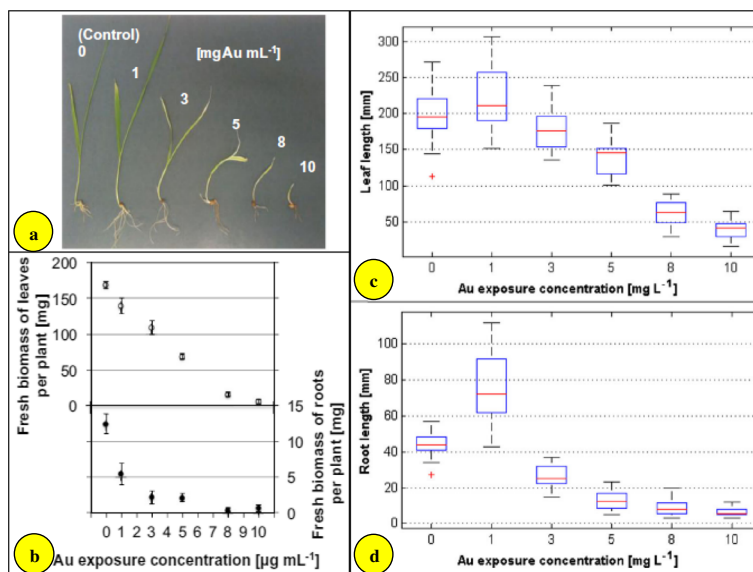 (Control)
0
[mgAu mL⁻¹]
1
3
5
8
10
a
Fresh biomass of leaves
per plant [mg]
200
150
100
50
0
15
10
5
0
Fresh biomass of roots
per plant [mg]
0 1 2 3 4 5 6 7 8 9 10
Au exposure concentration [µg mL⁻¹]
b
Leaf length [mm]
300
250
200
150
100
50
0 1 3 5 8 10
Au exposure concentration [mg L⁻¹]
c
Root length [mm]
100
80
60
40
20
0
0 1 3 5 8 10
Au exposure concentration [mg L⁻¹]
d